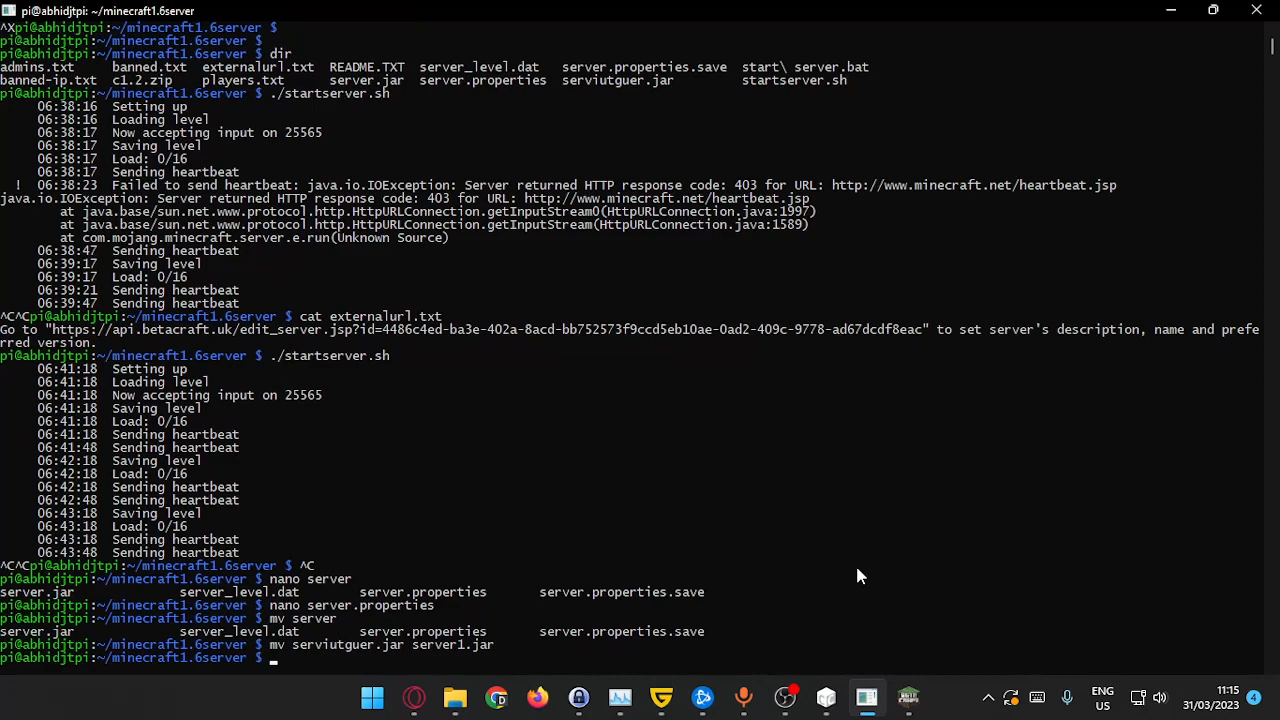 pi@abhidjtpi: ~/minecraft1.6server
^Xpi@abhidjtpi:~/minecraft1.6server $
pi@abhidjtpi:~/minecraft1.6server $
pi@abhidjtpi:~/minecraft1.6server $ dir
admins.txt     banned.txt  externalurl.txt  README.TXT  server_level.dat   server.properties.save  start\ server.bat
banned-ip.txt  c1.2.zip    players.txt      server.jar  server.properties  serviutguer.jar         startserver.sh
pi@abhidjtpi:~/minecraft1.6server $ ./startserver.sh
06:38:16  Setting up
06:38:16  Loading level
06:38:17  Now accepting input on 25565
06:38:17  Saving level
06:38:17  Load: 0/16
06:38:17  Sending heartbeat
! 06:38:23  Failed to send heartbeat: java.io.IOException: Server returned HTTP response code: 403 for URL: http://www.minecraft.net/heartbeat.jsp
java.io.IOException: Server returned HTTP response code: 403 for URL: http://www.minecraft.net/heartbeat.jsp
at java.base/sun.net.www.protocol.http.HttpURLConnection.getInputStream0(HttpURLConnection.java:1997)
at java.base/sun.net.www.protocol.http.HttpURLConnection.getInputStream(HttpURLConnection.java:1589)
at com.mojang.minecraft.server.e.run(Unknown Source)
06:38:47  Sending heartbeat
06:39:17  Saving level
06:39:17  Load: 0/16
06:39:21  Sending heartbeat
06:39:47  Sending heartbeat
^C^Cpi@abhidjtpi:~/minecraft1.6server $ cat externalurl.txt
Go to "https://api.betacraft.uk/edit_server.jsp?id=4486c4ed-ba3e-402a-8acd-bb752573f9ccd5eb10ae-0ad2-409c-9778-ad67dcdf8eac" to set server's description, name and prefe
rred version.
pi@abhidjtpi:~/minecraft1.6server $ ./startserver.sh
06:41:18  Setting up
06:41:18  Loading level
06:41:18  Now accepting input on 25565
06:41:18  Saving level
06:41:18  Load: 0/16
06:41:18  Sending heartbeat
06:41:48  Sending heartbeat
06:42:18  Saving level
06:42:18  Load: 0/16
06:42:18  Sending heartbeat
06:42:48  Sending heartbeat
06:43:18  Saving level
06:43:18  Load: 0/16
06:43:18  Sending heartbeat
06:43:48  Sending heartbeat
^C^Cpi@abhidjtpi:~/minecraft1.6server $ ^C
pi@abhidjtpi:~/minecraft1.6server $ nano server
server.jar             server_level.dat       server.properties      server.properties.save
pi@abhidjtpi:~/minecraft1.6server $ nano server.properties
pi@abhidjtpi:~/minecraft1.6server $ mv server
server.jar             server_level.dat       server.properties      server.properties.save
pi@abhidjtpi:~/minecraft1.6server $ mv serviutguer.jar server1.jar
pi@abhidjtpi:~/minecraft1.6server $ _
ENG
US
11:15
31/03/2023
4